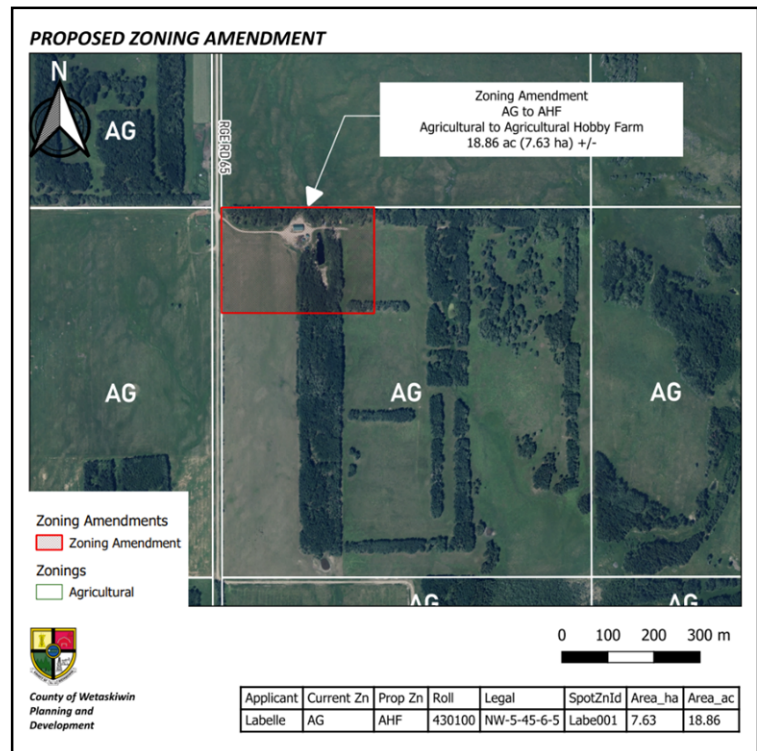 PROPOSED ZONING AMENDMENT
N
AG
RGE RD 65
Zoning Amendment
AG to AHF
Agricultural to Agricultural Hobby Farm
18.86 ac (7.63 ha) +/-
AG
AG
AG
Zoning Amendments
Zoning Amendment
Zonings
Agricultural
AG
AG
0 100 200 300 m
County of Wetaskiwin
Planning and
Development
Applicant Current Zn Prop Zn Roll Legal SpotZnId Area_ha Area_ac
Labelle AG AHF 430100 NW-5-45-6-5 Labe001 7.63 18.86